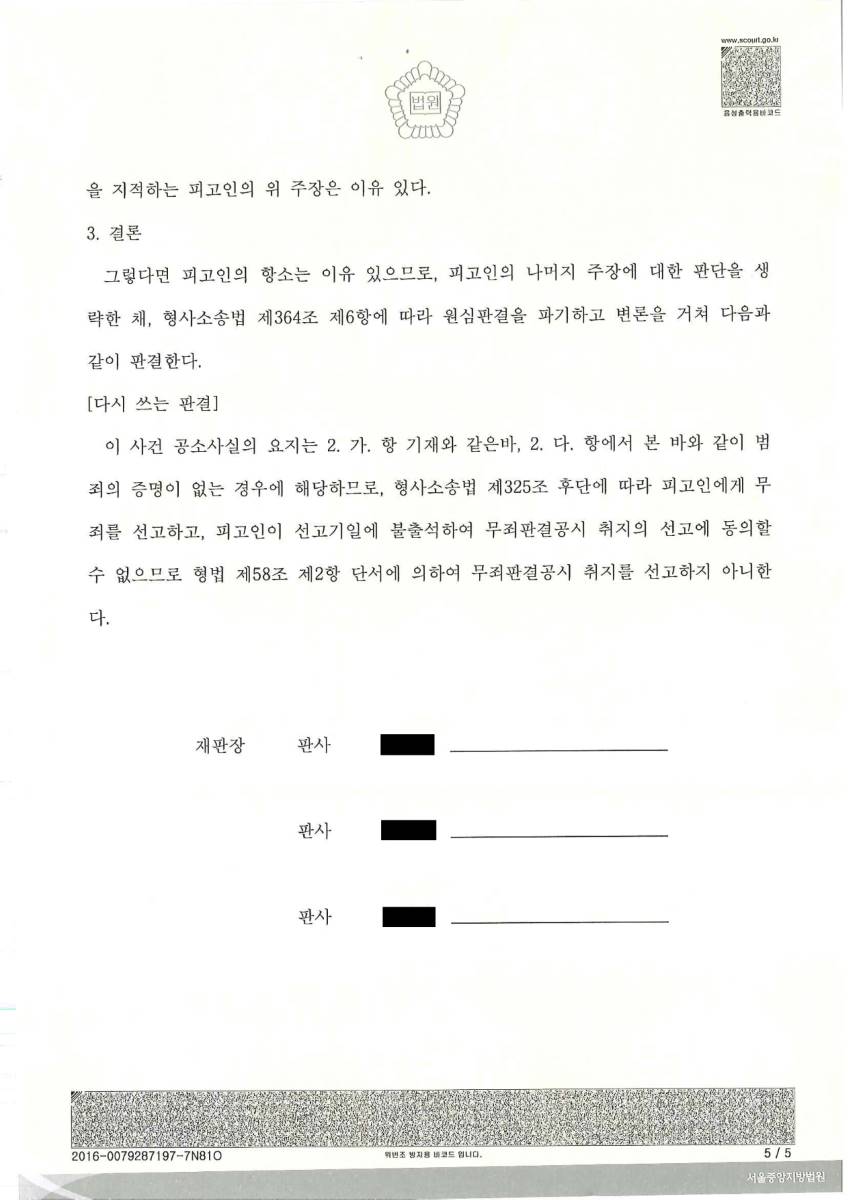 www.scourt.go.kr
법원
음성출력용바코드
을 지적하는 피고인의 위 주장은 이유 있다.
3. 결론
그렇다면 피고인의 항소는 이유 있으므로, 피고인의 나머지 주장에 대한 판단을 생
략한 채, 형사소송법 제364조 제6항에 따라 원심판결을 파기하고 변론을 거쳐 다음과
같이 판결한다.
[다시 쓰는 판결]
이 사건 공소사실의 요지는 2. 가. 항 기재와 같은바, 2. 다. 항에서 본 바와 같이 범
죄의 증명이 없는 경우에 해당하므로, 형사소송법 제325조 후단에 따라 피고인에게 무
죄를 선고하고, 피고인이 선고기일에 불출석하여 무죄판결공시 취지의 선고에 동의할
수 없으므로 형법 제58조 제2항 단서에 의하여 무죄판결공시 취지를 선고하지 아니한
다.
재판장 판사
판사
판사
2016-0079287197-7N81O
위변조 방지용 바코드 입니다.
5 / 5
서울중앙지방법원